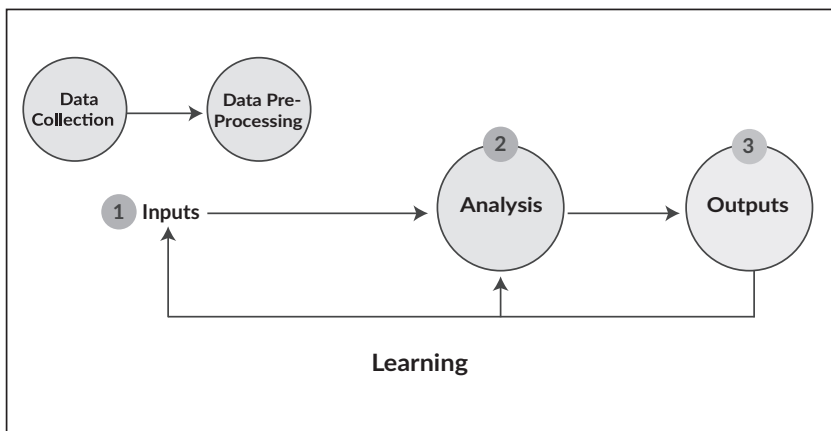 Data
Collection
Data Pre-
Processing
1 Inputs
2
Analysis
3
Outputs
Learning